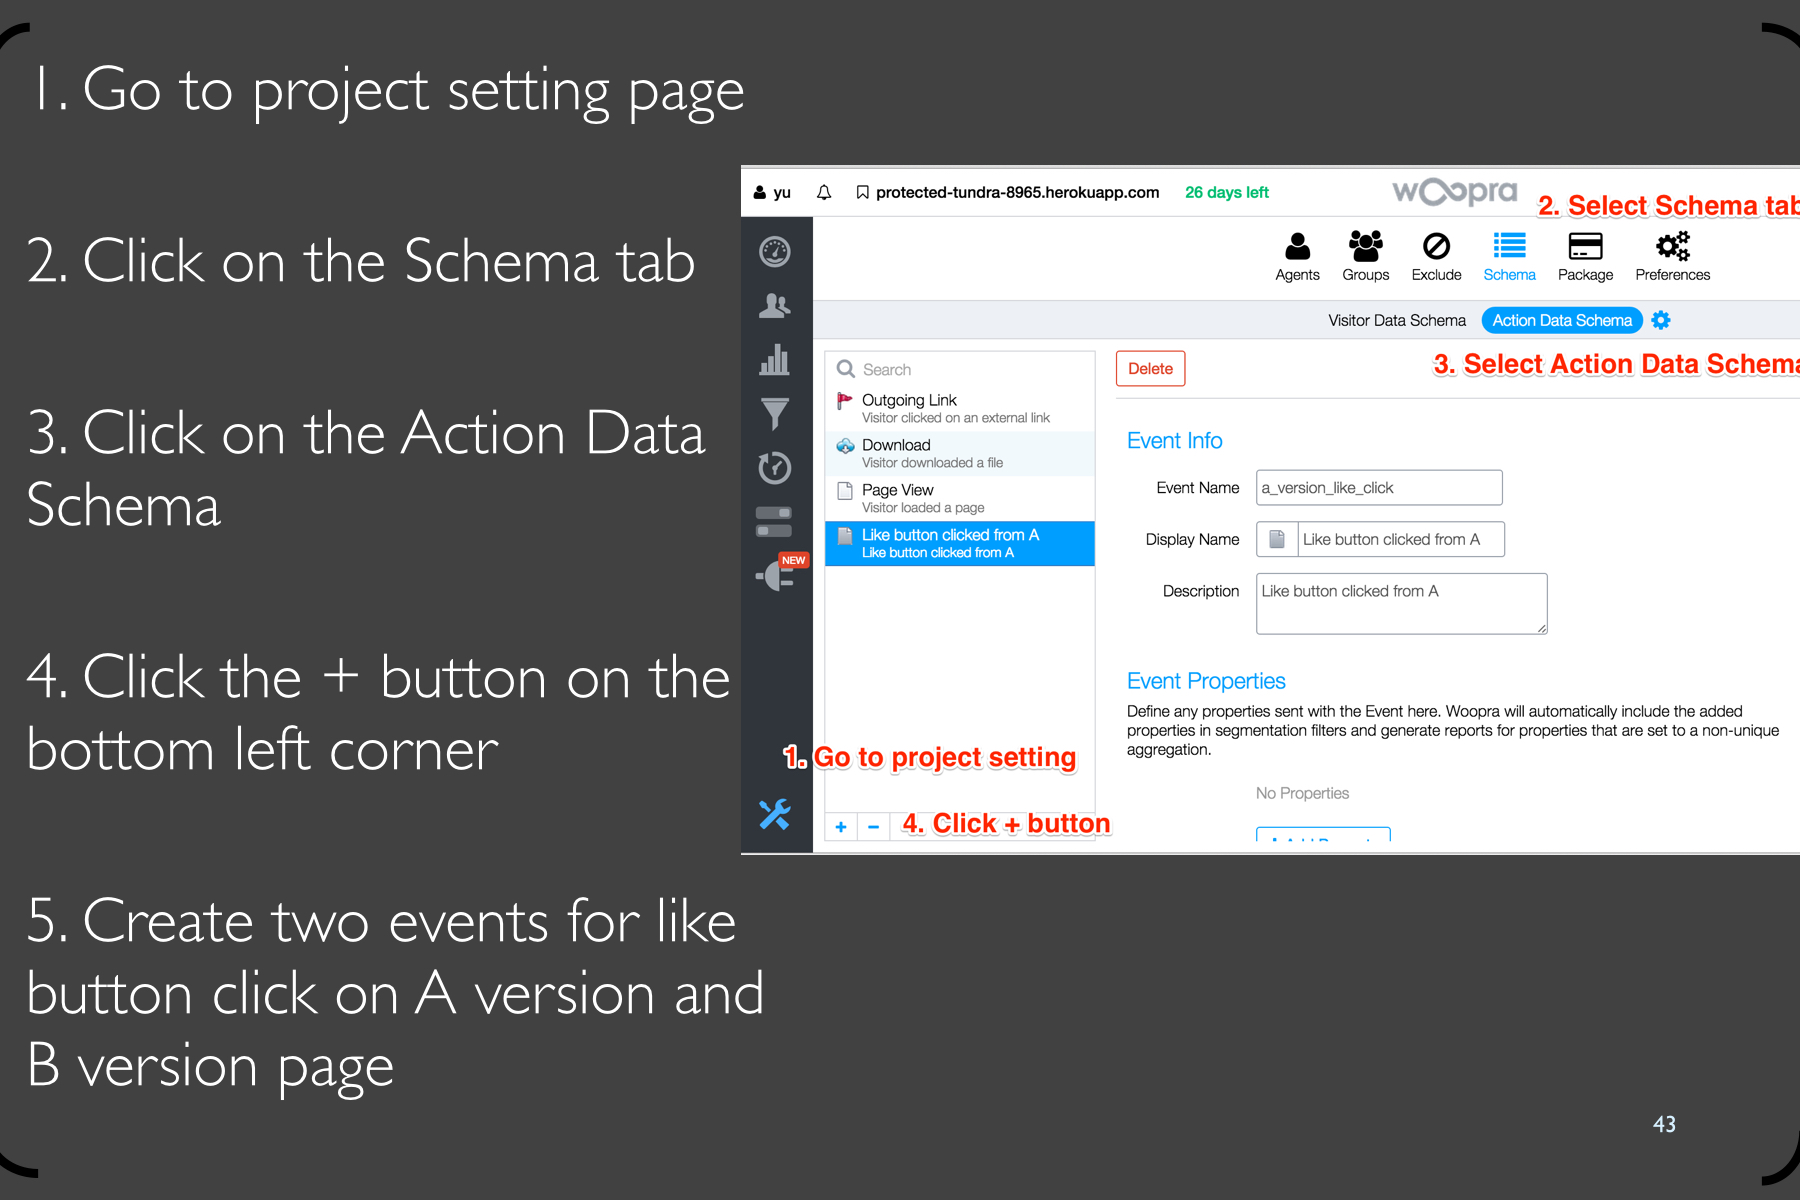 1. Go to project setting page
2. Click on the Schema tab
3. Click on the Action Data
Schema
4. Click the + button on the
bottom left corner
5. Create two events for like
button click on A version and
B version page
yu
protected-tundra-8965.herokuapp.com
26 days left
woopra
2. Select Schema tab
Agents
Groups
Exclude
Schema
Package
Preferences
Visitor Data Schema
Action Data Schema
Search
Delete
3. Select Action Data Schema
Outgoing Link
Visitor clicked on an external link
Download
Visitor downloaded a file
Page View
Visitor loaded a page
Like button clicked from A
Like button clicked from A
NEW
Event Info
Event Name
a_version_like_click
Display Name
Like button clicked from A
Description
Like button clicked from A
Event Properties
Define any properties sent with the Event here. Woopra will automatically include the added
properties in segmentation filters and generate reports for properties that are set to a non-unique
aggregation.
1. Go to project setting
No Properties
+ −
4. Click + button
43